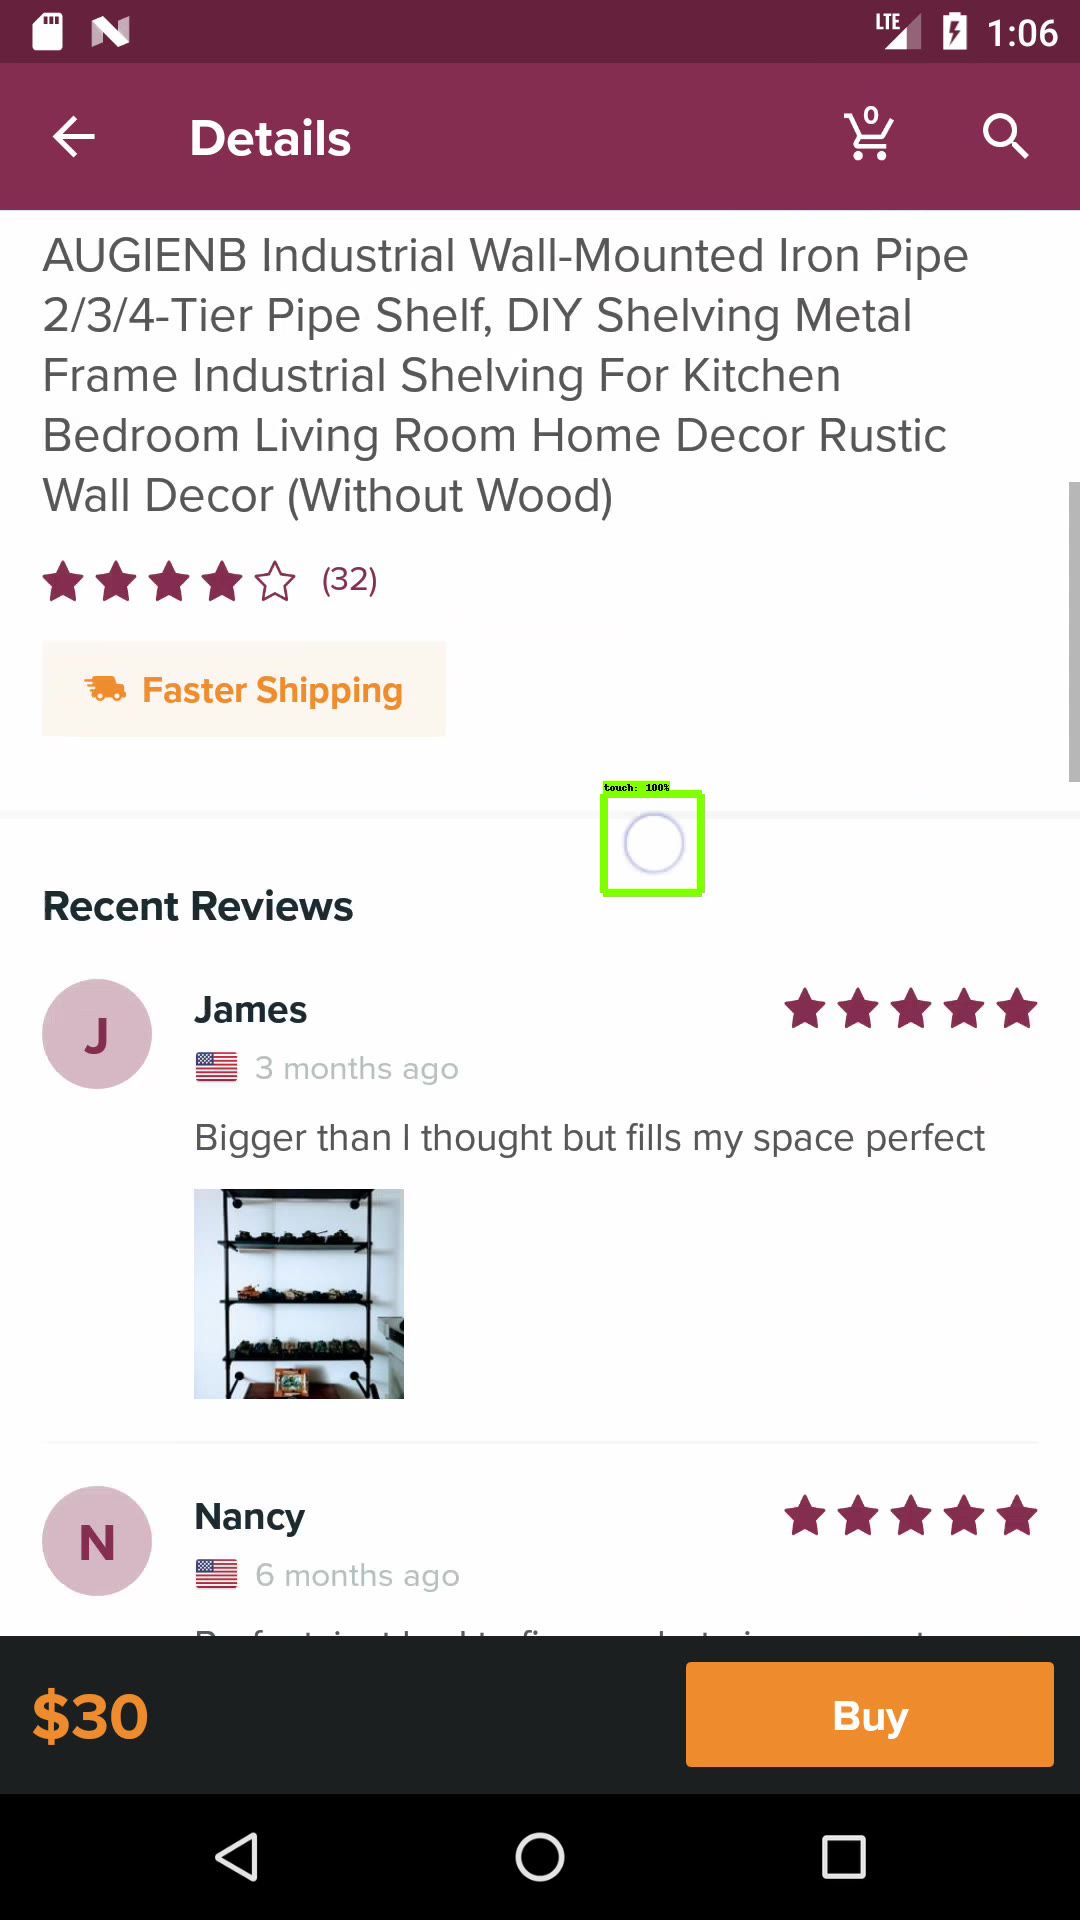 LTE 1:06
Details
0
AUGIENB Industrial Wall-Mounted Iron Pipe
2/3/4-Tier Pipe Shelf, DIY Shelving Metal
Frame Industrial Shelving For Kitchen
Bedroom Living Room Home Decor Rustic
Wall Decor (Without Wood)
(32)
Faster Shipping
touch: 100%
Recent Reviews
J
James
3 months ago
Bigger than I thought but fills my space perfect
N
Nancy
6 months ago
$30
Buy